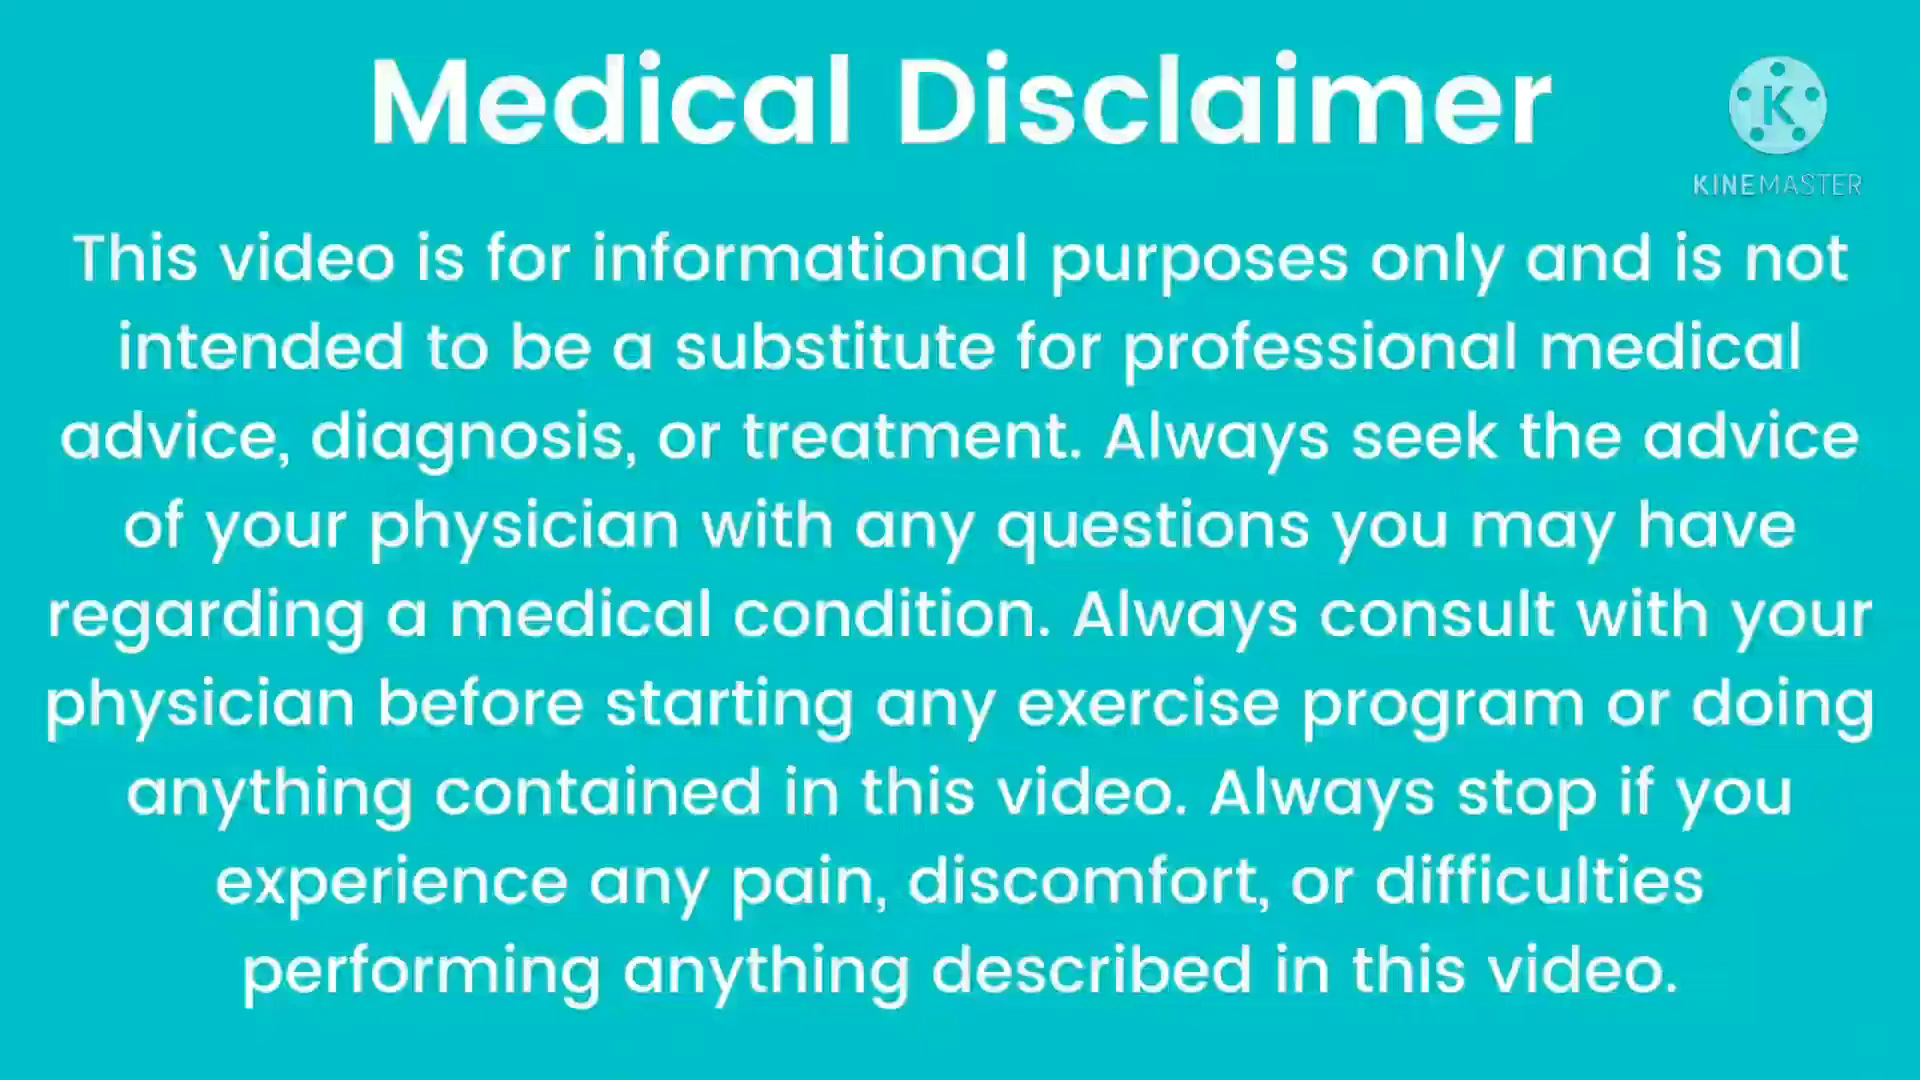 Medical Disclaimer
K
KINEMASTER
This video is for informational purposes only and is not
intended to be a substitute for professional medical
advice, diagnosis, or treatment. Always seek the advice
of your physician with any questions you may have
regarding a medical condition. Always consult with your
physician before starting any exercise program or doing
anything contained in this video. Always stop if you
experience any pain, discomfort, or difficulties
performing anything described in this video.